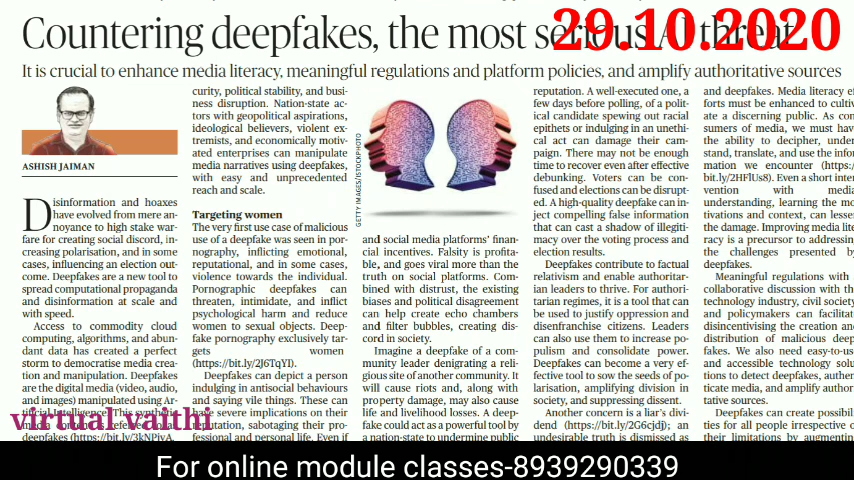 Countering deepfakes, the most serious AI threat
29.10.2020
It is crucial to enhance media literacy, meaningful regulations and platform policies, and amplify authoritative sources
ASHISH JAIMAN
Disinformation and hoaxes
have evolved from mere an-
noyance to high stake war-
fare for creating social discord, in-
creasing polarisation, and in some
cases, influencing an election out-
come. Deepfakes are a new tool to
spread computational propaganda
and disinformation at scale and
with speed.
Access to commodity cloud
computing, algorithms, and abun-
dant data has created a perfect
storm to democratise media crea-
tion and manipulation. Deepfakes
are the digital media (video, audio,
and images) manipulated using Ar-
tificial Intelligence. This synthetic
media content is referred to as
deepfakes (https://bit.ly/3kNPjvA.
curity, political stability, and busi-
ness disruption. Nation-state ac-
tors with geopolitical aspirations,
ideological believers, violent ex-
tremists, and economically motiv-
ated enterprises can manipulate
media narratives using deepfakes,
with easy and unprecedented
reach and scale.
Targeting women
The very first use case of malicious
use of a deepfake was seen in por-
nography, inflicting emotional,
reputational, and in some cases,
violence towards the individual.
Pornographic deepfakes can
threaten, intimidate, and inflict
psychological harm and reduce
women to sexual objects. Deep-
fake pornography exclusively tar-
gets women
(https://bit.ly/2J6TqYI).
Deepfakes can depict a person
indulging in antisocial behaviours
and saying vile things. These can
have severe implications on their
reputation, sabotaging their pro-
fessional and personal life. Even if
GETTY IMAGES/ISTOCKPHOTO
and social media platforms' finan-
cial incentives. Falsity is profita-
ble, and goes viral more than the
truth on social platforms. Com-
bined with distrust, the existing
biases and political disagreement
can help create echo chambers
and filter bubbles, creating dis-
cord in society.
Imagine a deepfake of a com-
munity leader denigrating a reli-
gious site of another community. It
will cause riots and, along with
property damage, may also cause
life and livelihood losses. A deep-
fake could act as a powerful tool by
a nation-state to undermine public
reputation. A well-executed one, a
few days before polling, of a polit-
ical candidate spewing out racial
epithets or indulging in an unethi-
cal act can damage their cam-
paign. There may not be enough
time to recover even after effective
debunking. Voters can be con-
fused and elections can be disrupt-
ed. A high-quality deepfake can in-
ject compelling false information
that can cast a shadow of illegiti-
macy over the voting process and
election results.
Deepfakes contribute to factual
relativism and enable authoritar-
ian leaders to thrive. For authori-
tarian regimes, it is a tool that can
be used to justify oppression and
disenfranchise citizens. Leaders
can also use them to increase po-
pulism and consolidate power.
Deepfakes can become a very ef-
fective tool to sow the seeds of po-
larisation, amplifying division in
society, and suppressing dissent.
Another concern is a liar's divi-
dend (https://bit.ly/2G6cjdj); an
undesirable truth is dismissed as
and deepfakes. Media literacy ef
forts must be enhanced to cultiv
ate a discerning public. As con
sumers of media, we must have
the ability to decipher, under
stand, translate, and use the infor
mation we encounter (https:/
bit.ly/2HFlUs8). Even a short inter
vention with media
understanding, learning the mo
tivations and context, can lessen
the damage. Improving media lite
racy is a precursor to addressing
the challenges presented by
deepfakes.
Meaningful regulations with
collaborative discussion with the
technology industry, civil society
and policymakers can facilitate
disincentivising the creation and
distribution of malicious deep
fakes. We also need easy-to-us
and accessible technology solu
tions to detect deepfakes, authen
ticate media, and amplify author
tative sources.
Deepfakes can create possibili
ties for all people irrespective o
their limitations by augmenting
virtual vaathi
For online module classes-8939290339